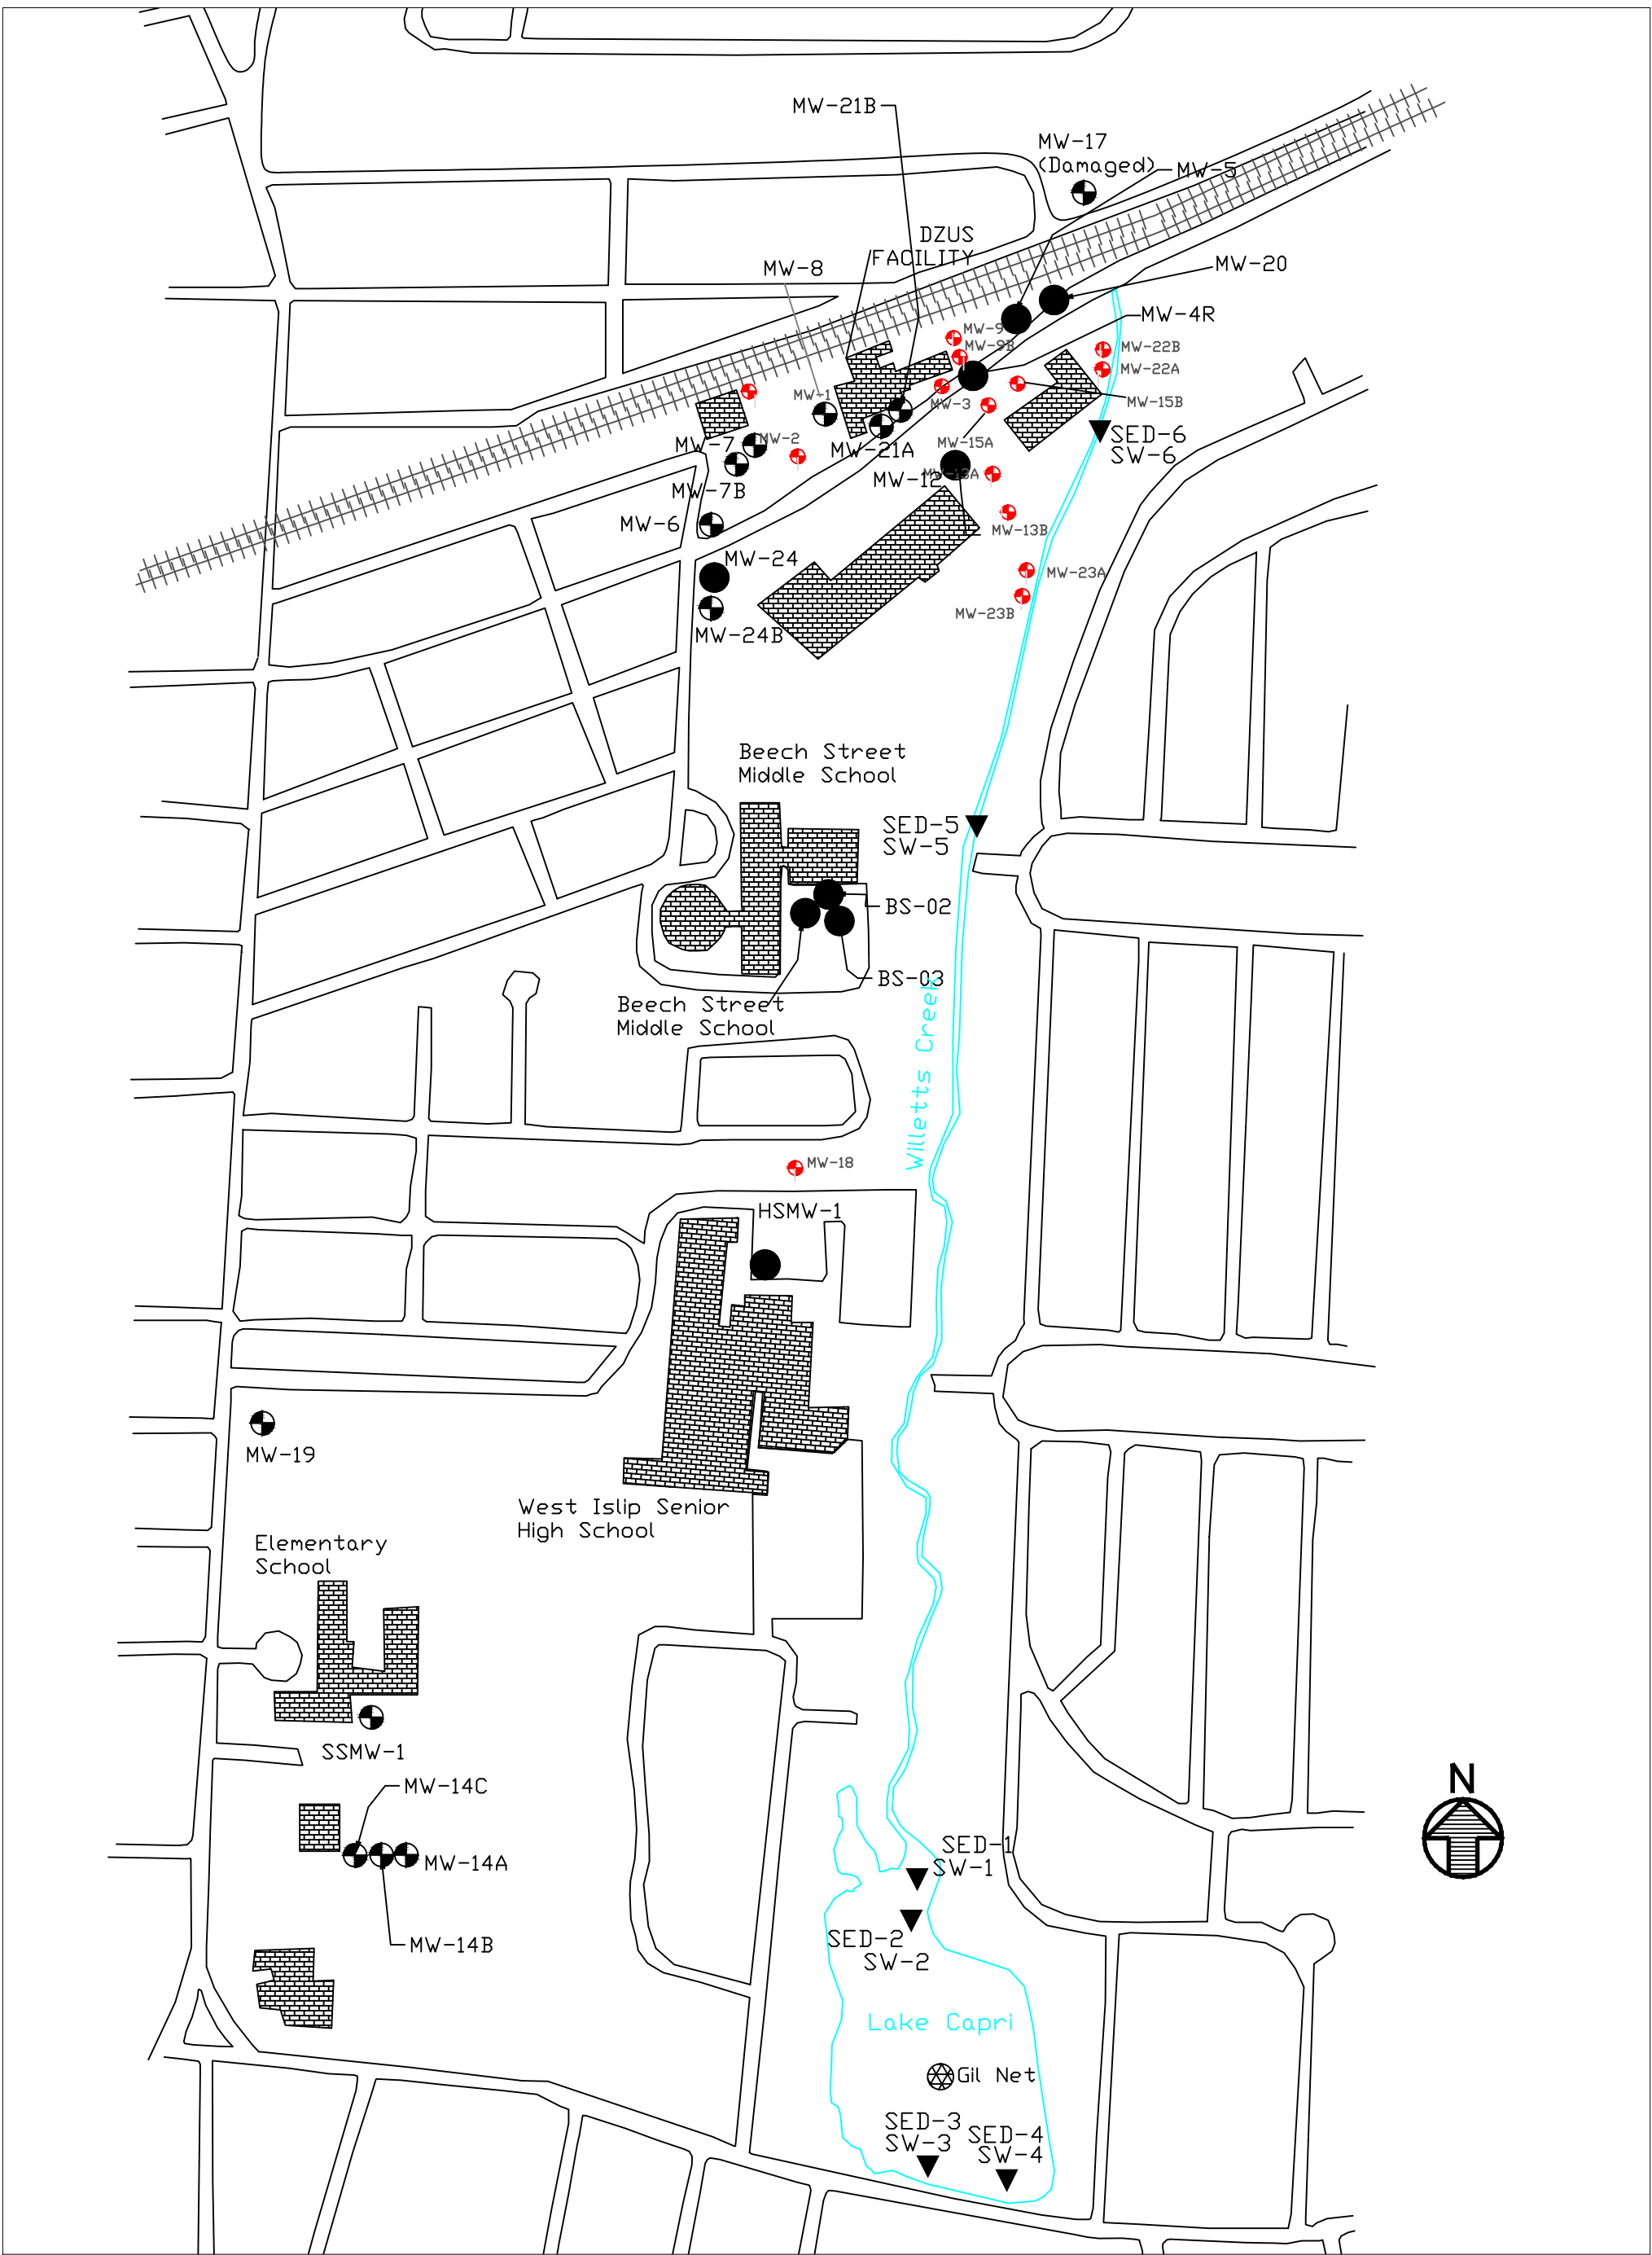 MW-21B
MW-17
(Damaged)
MW-5
DZUS
FACILITY
MW-8
MW-20
MW-4R
MW-9
MW-9B
MW-22B
MW-22A
MW-1
MW-3
MW-15B
MW-7
MW-2
MW-21A
MW-15A
SED-6
SW-6
MW-12
MW-13A
MW-7B
MW-6
MW-13B
MW-24
MW-23A
MW-23B
MW-24B
Beech Street
Middle School
SED-5
SW-5
BS-02
BS-03
Beech Street
Middle School
Willetts Creek
MW-18
HSMW-1
MW-19
West Islip Senior
High School
Elementary
School
SSMW-1
N
MW-14C
MW-14A
MW-14B
SED-1
SW-1
SED-2
SW-2
Lake Capri
Gil Net
SED-3
SW-3
SED-4
SW-4